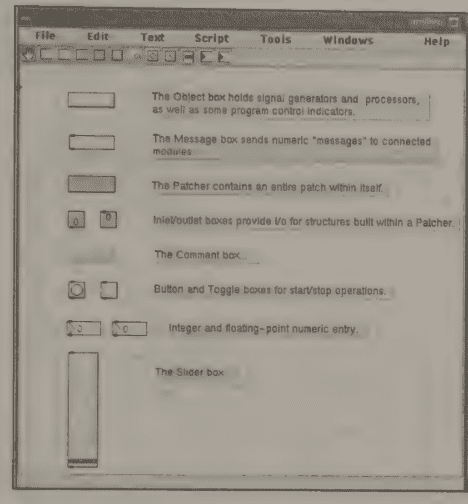 File Edit Text Script Tools Windows Help
The Object box holds signal generators and processors,
as well as some program control indicators.
The Message box sends numeric "messages" to connected
modules.
The Patcher contains an entire patch within itself.
Inlet/outlet boxes provide I/o for structures built within a Patcher.
The Comment box.
Button and Toggle boxes for start/stop operations.
0 0 Integer and floating-point numeric entry.
The Slider box